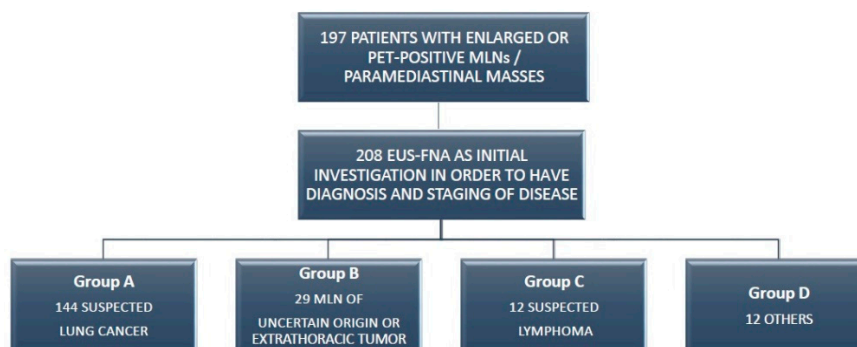 197 PATIENTS WITH ENLARGED OR
PET-POSITIVE MLNs /
PARAMEDIASTINAL MASSES
208 EUS-FNA AS INITIAL
INVESTIGATION IN ORDER TO HAVE
DIAGNOSIS AND STAGING OF DISEASE
Group A
144 SUSPECTED
LUNG CANCER
Group B
29 MLN OF
UNCERTAIN ORIGIN OR
EXTRATHORACIC TUMOR
Group C
12 SUSPECTED
LYMPHOMA
Group D
12 OTHERS